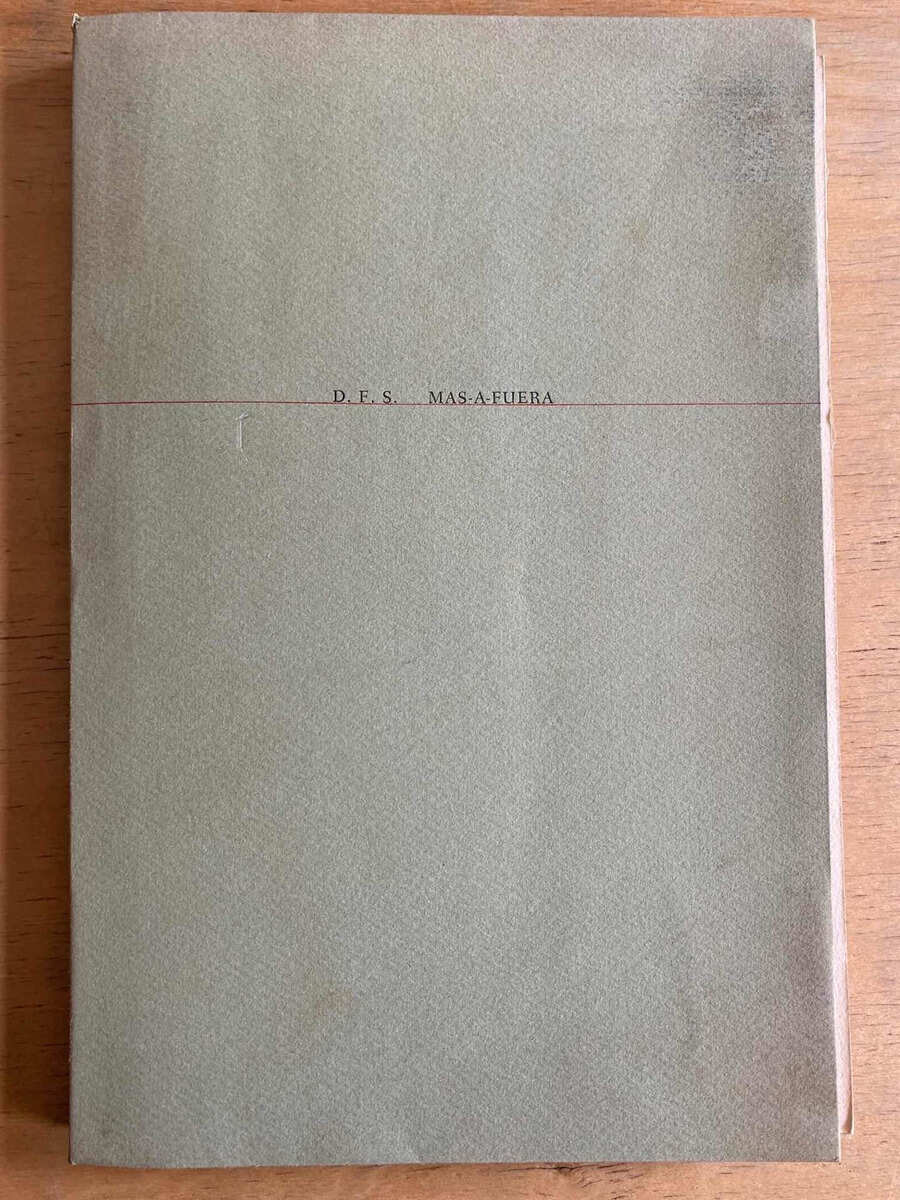 D. F. S. MAS-A-FUERA